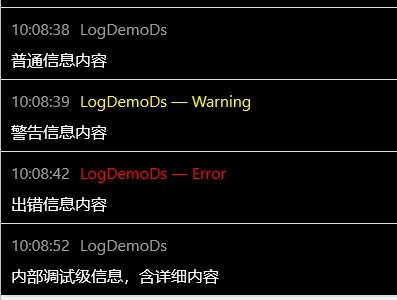 10:08:38 LogDemoDs
普通信息内容
10:08:39 LogDemoDs — Warning
警告信息内容
10:08:42 LogDemoDs — Error
出错信息内容
10:08:52 LogDemoDs
内部调试级信息，含详细内容